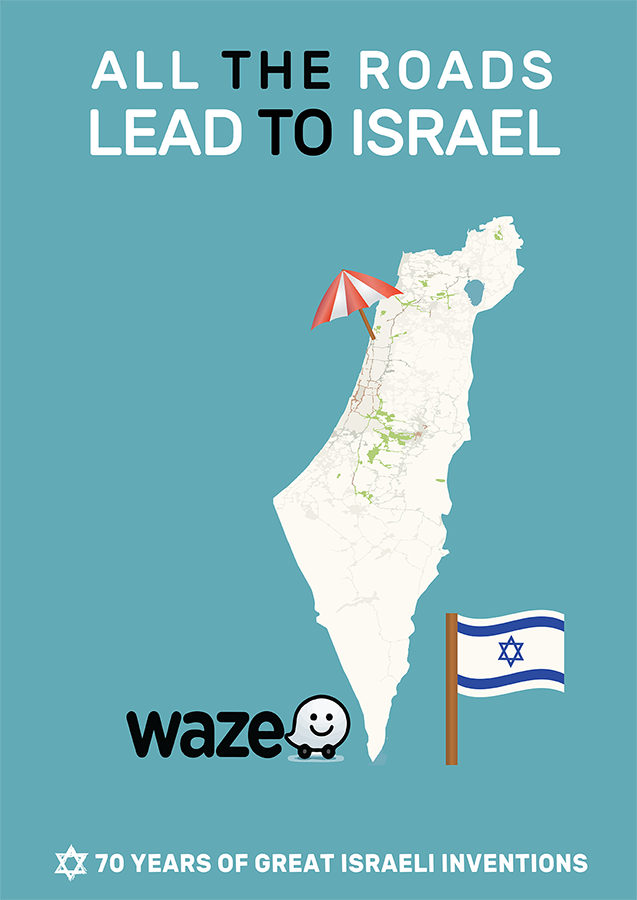 ALL THE ROADS
LEAD TO ISRAEL
waze
70 YEARS OF GREAT ISRAELI INVENTIONS